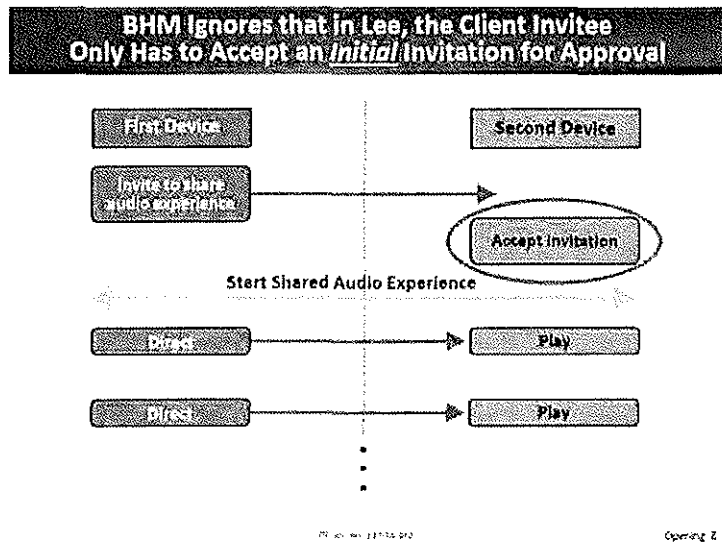 BHM Ignores that in Lee, the Client Invitee
Only Has to Accept an Initial Invitation for Approval
First Device
Second Device
Invite to share
audio experience
Accept Invitation
Start Shared Audio Experience
Direct
Play
Direct
Play
Opening